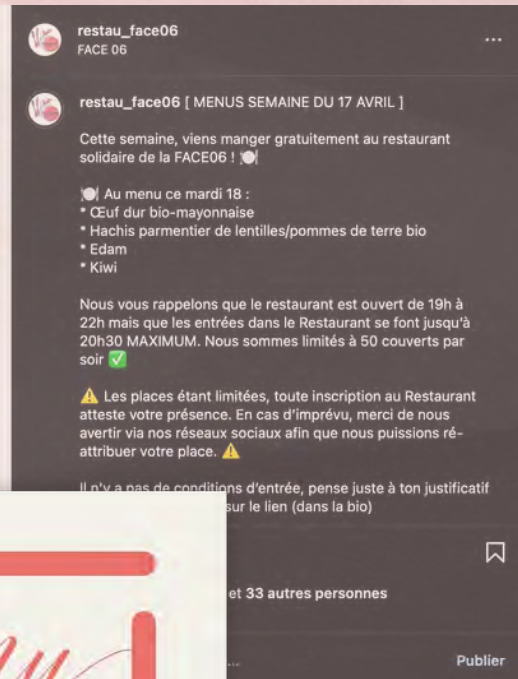 restau_face06
FACE 06
restau_face06 [ MENUS SEMAINE DU 17 AVRIL ]
Cette semaine, viens manger gratuitement au restaurant
solidaire de la FACE06 ! 🍽
🍽 Au menu ce mardi 18 :
* Œuf dur bio-mayonnaise
* Hachis parmentier de lentilles/pommes de terre bio
* Edam
* Kiwi
Nous vous rappelons que le restaurant est ouvert de 19h à
22h mais que les entrées dans le Restaurant se font jusqu'à
20h30 MAXIMUM. Nous sommes limités à 50 couverts par
soir ✅
⚠️ Les places étant limitées, toute inscription au Restaurant
atteste votre présence. En cas d'imprévu, merci de nous
avertir via nos réseaux sociaux afin que nous puissions ré-
attribuer votre place. ⚠️
Il n'y a pas de conditions d'entrée, pense juste à ton justificatif
sur le lien (dans la bio)
et 33 autres personnes
Publier